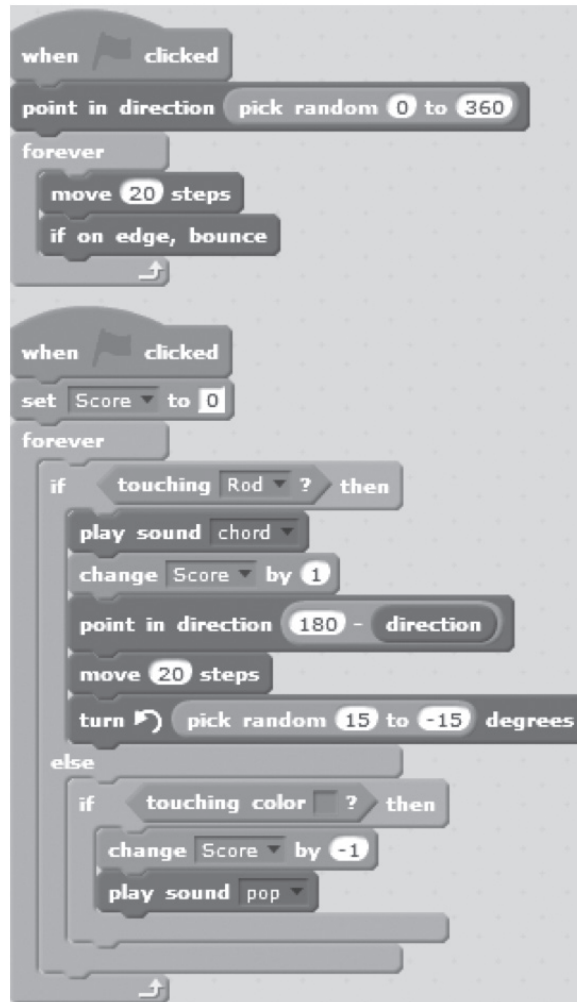 when clicked
point in direction pick random 0 to 360
forever
move 20 steps
if on edge, bounce
when clicked
set Score to 0
forever
if touching Rod ? then
play sound chord
change Score by 1
point in direction 180 - direction
move 20 steps
turn pick random 15 to -15 degrees
else
if touching color ? then
change Score by -1
play sound pop